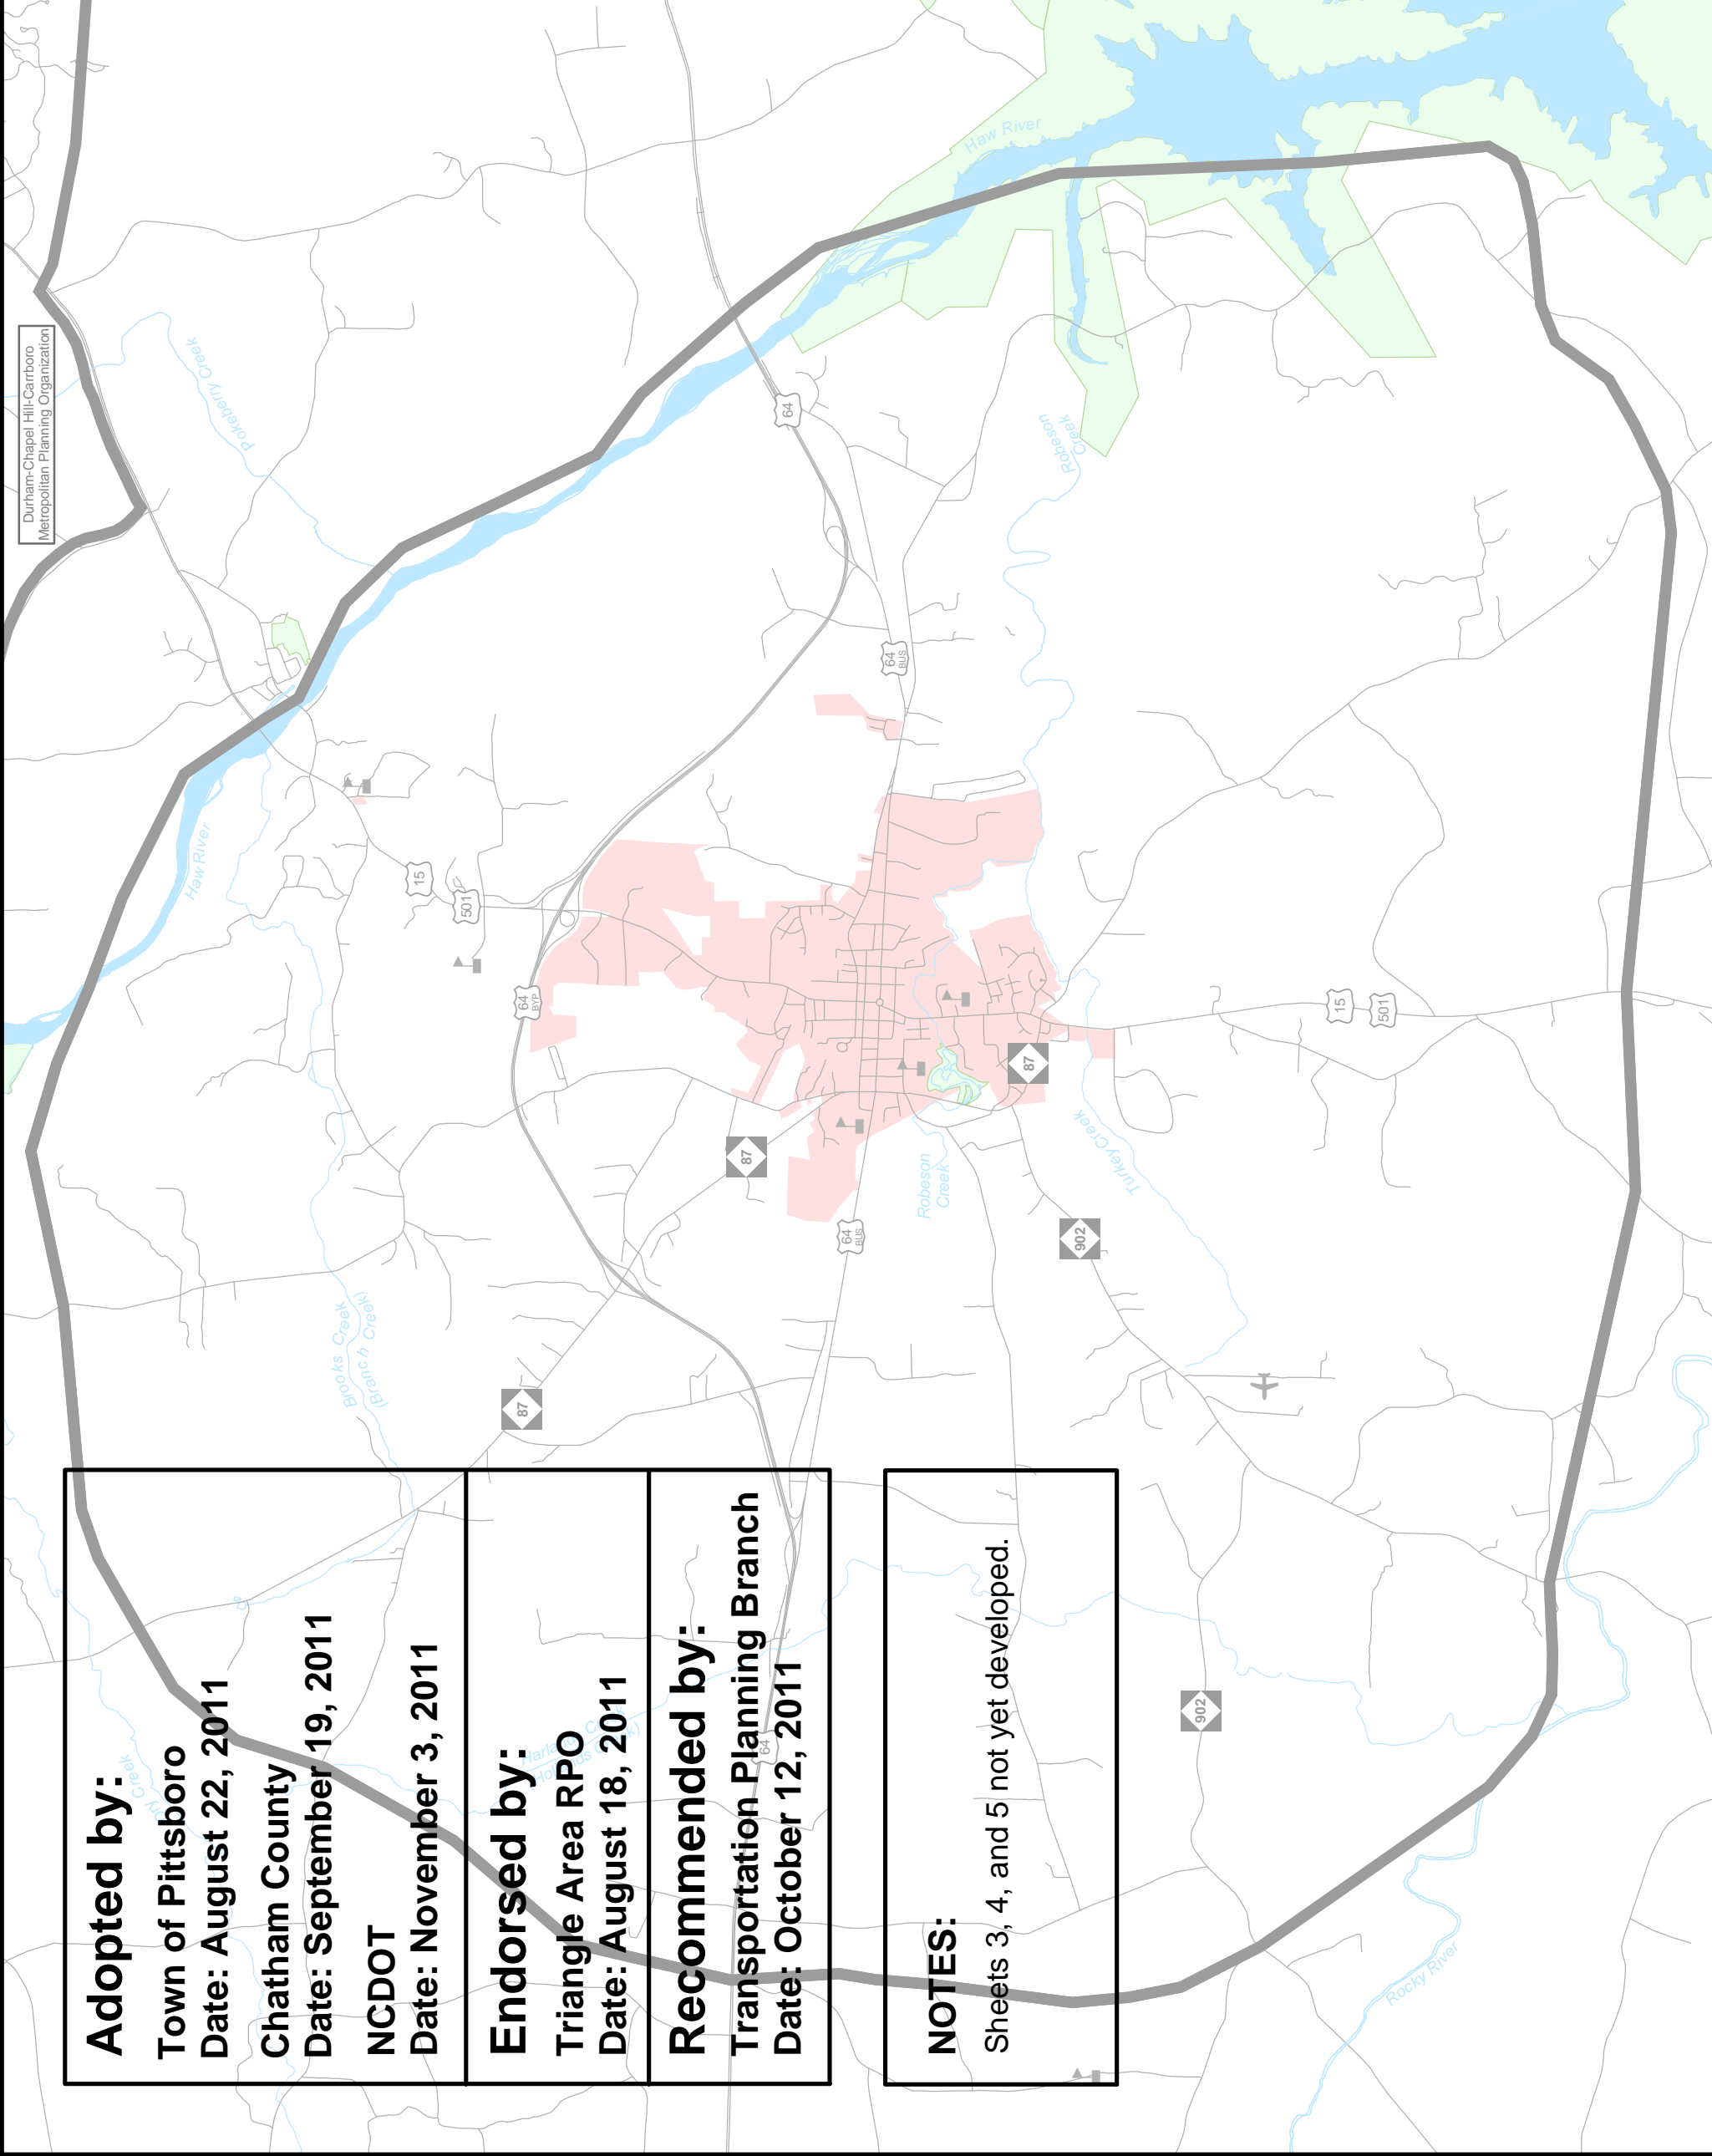 Adopted by:
Town of Pittsboro
Date: August 22, 2011
Chatham County
Date: September 19, 2011
NCDOT
Date: November 3, 2011
Endorsed by:
Triangle Area RPO
Date: August 18, 2011
Recommended by:
Transportation Planning Branch
Date: October 12, 2011
NOTES:
Sheets 3, 4, and 5 not yet developed.
Durham-Chapel Hill-Carrboro
Metropolitan Planning Organization
Pokeberry Creek
Haw River
Haw River
Brooks Creek
(Branch Creek)
Creek
Robeson
Creek
Robeson
Creek
Turkey Creek
Rocky River
15
501
64
BYP
87
87
64
BUS
64
BUS
64
64
87
902
902
15
501